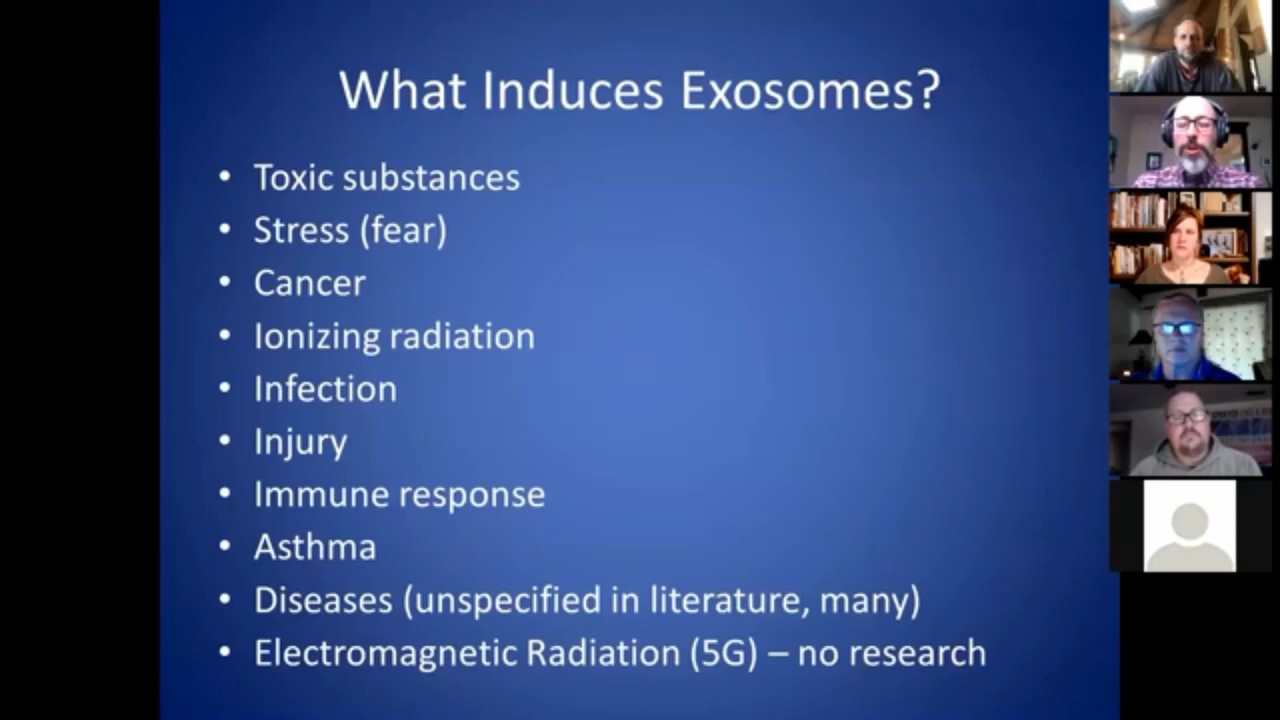 What Induces Exosomes?
• Toxic substances
• Stress (fear)
• Cancer
• Ionizing radiation
• Infection
• Injury
• Immune response
• Asthma
• Diseases (unspecified in literature, many)
• Electromagnetic Radiation (5G) – no research